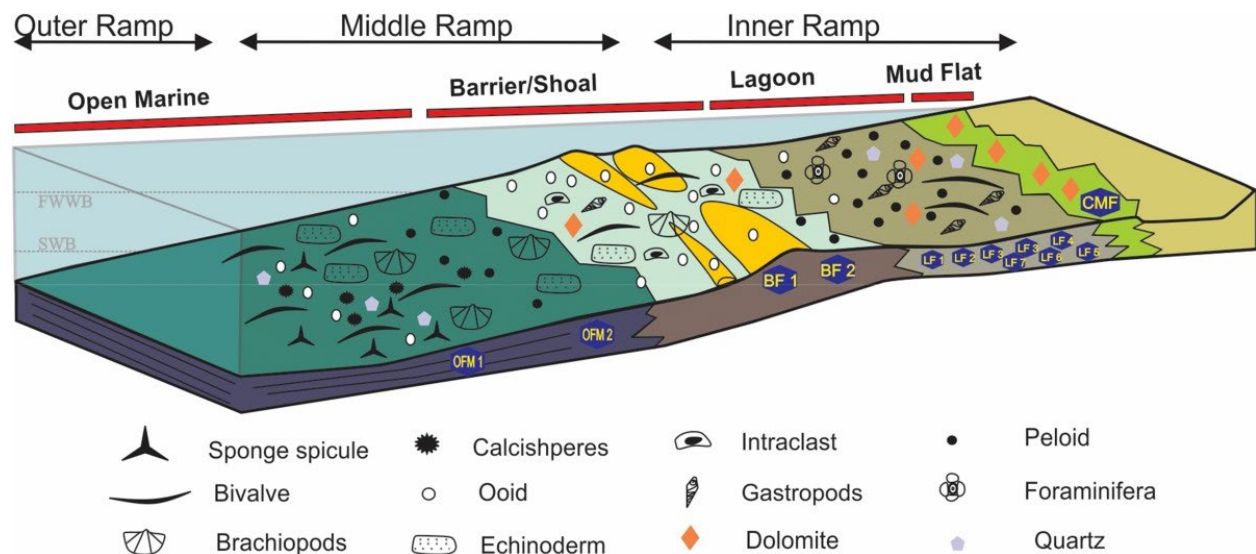 Outer Ramp Middle Ramp Inner Ramp
Open Marine Barrier/Shoal Lagoon Mud Flat
FWWB
SWB
CMF
BF 1 BF 2 LF 1 LF 2 LF 3 LF 3 LF 7 LF 4 LF 6 LF 5
OFM 1 OFM 2
Sponge spicule Calcishperes Intraclast Peloid
Bivalve Ooid Gastropods Foraminifera
Brachiopods Echinoderm Dolomite Quartz